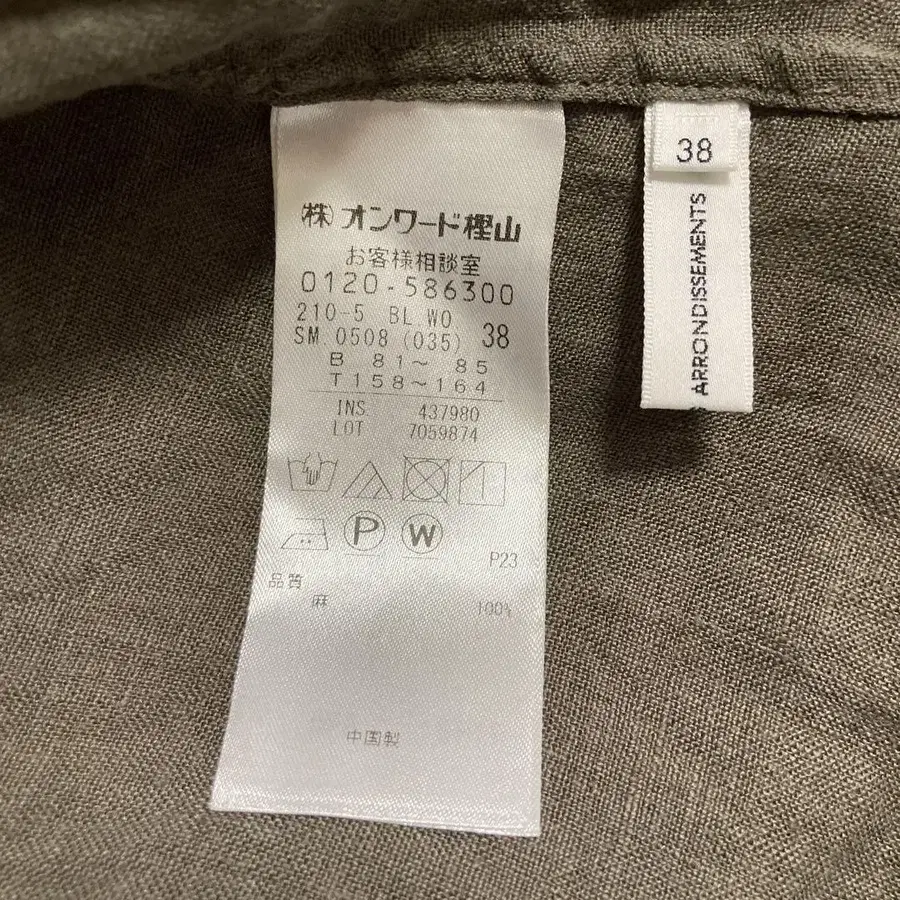 (株)オンワード樫山
お客様相談室
0120-586300
210-5 BL.WO
SM.0508 (035) 38
B 81～ 85
T158～164
INS. 437980
LOT 7059874
P W
P23
品質
麻 100%
中国製
38
ARRONDISSEMENTS